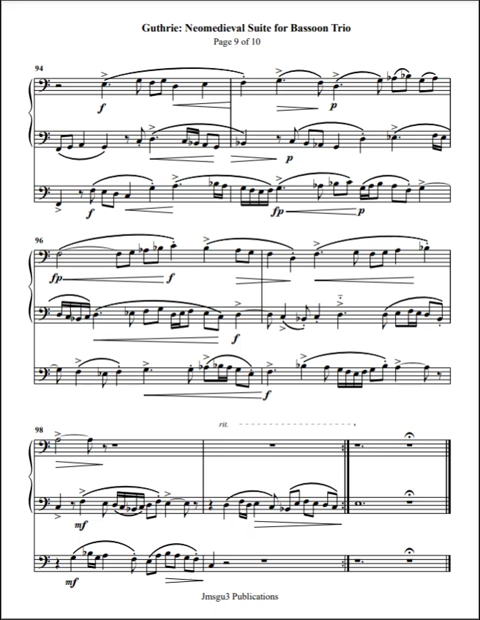 Guthrie: Neomedieval Suite for Bassoon Trio
Page 9 of 10
94
f
p
p
f
fp
p
96
fp
f
f
f
98
rit.
mf
mf
Jmsgu3 Publications